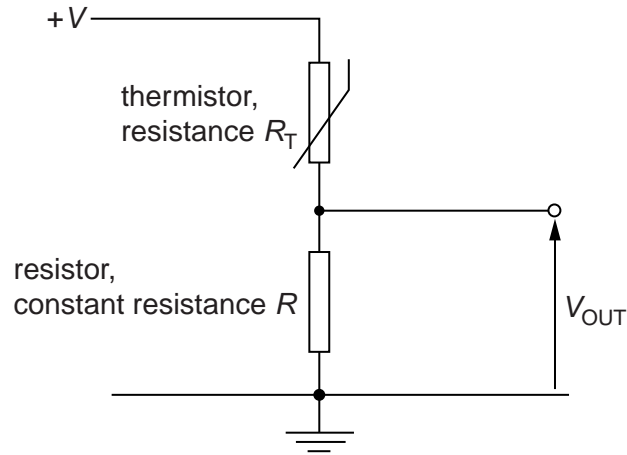 +V
thermistor,
resistance R_T
resistor,
constant resistance R
V_OUT